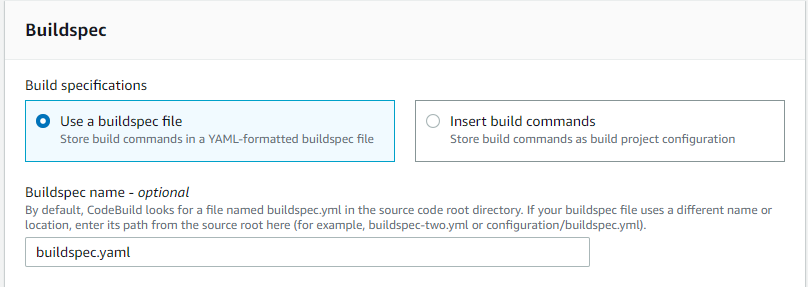 Buildspec
Build specifications
Use a buildspec file
Store build commands in a YAML-formatted buildspec file
Insert build commands
Store build commands as build project configuration
Buildspec name - optional
By default, CodeBuild looks for a file named buildspec.yml in the source code root directory. If your buildspec file uses a different name or
location, enter its path from the source root here (for example, buildspec-two.yml or configuration/buildspec.yml).
buildspec.yaml